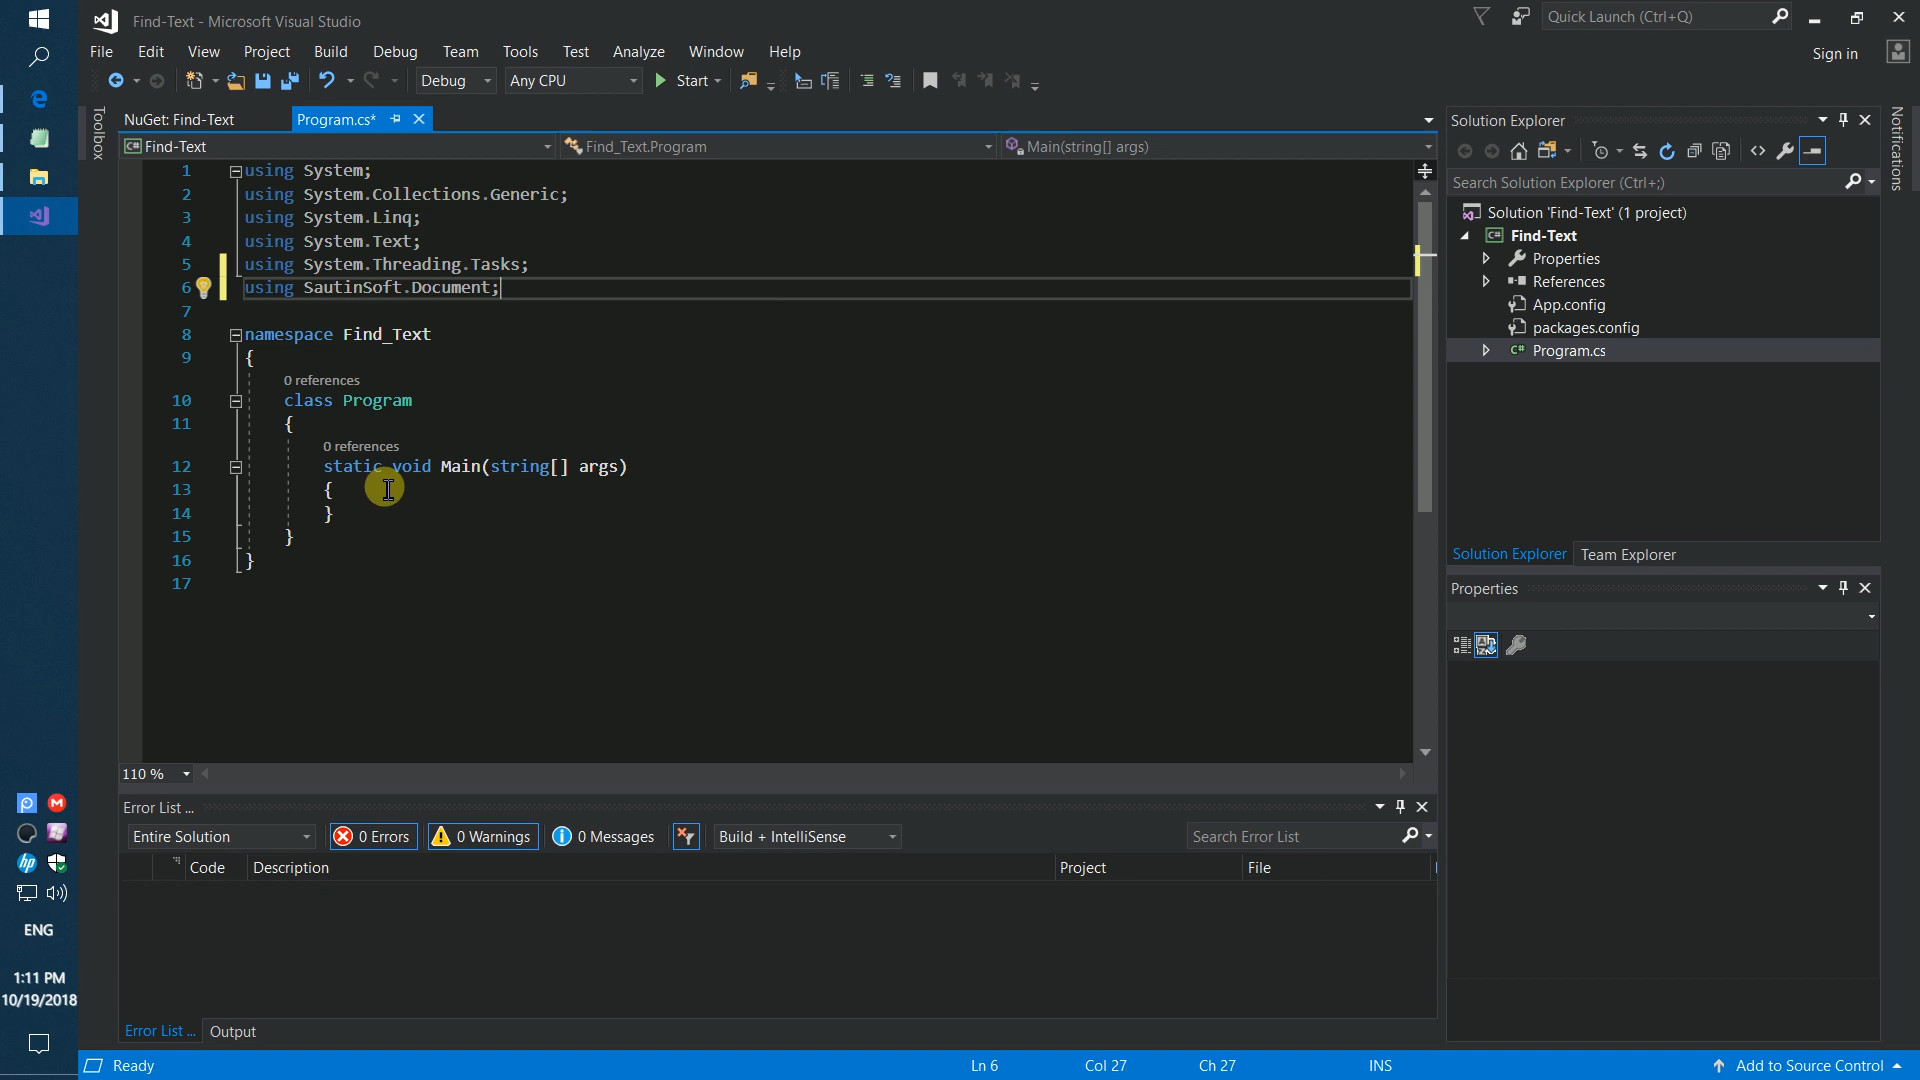 Find-Text - Microsoft Visual Studio
Quick Launch (Ctrl+Q)
File Edit View Project Build Debug Team Tools Test Analyze Window Help
Sign in
Debug Any CPU Start
Toolbox
NuGet: Find-Text Program.cs*
Find-Text Find_Text.Program Main(string[] args)
1 using System;
2 using System.Collections.Generic;
3 using System.Linq;
4 using System.Text;
5 using System.Threading.Tasks;
6 using SautinSoft.Document;
7
8 namespace Find_Text
9 {
0 references
10 class Program
11 {
0 references
12 static void Main(string[] args)
13 {
14 }
15 }
16 }
17
110 %
Solution Explorer
Notifications
Search Solution Explorer (Ctrl+;)
Solution 'Find-Text' (1 project)
C# Find-Text
Properties
References
App.config
packages.config
C# Program.cs
Solution Explorer Team Explorer
Properties
Error List ...
Entire Solution 0 Errors 0 Warnings 0 Messages Build + IntelliSense Search Error List
Code Description Project File
Error List ... Output
ENG
1:11 PM
10/19/2018
Ready Ln 6 Col 27 Ch 27 INS Add to Source Control